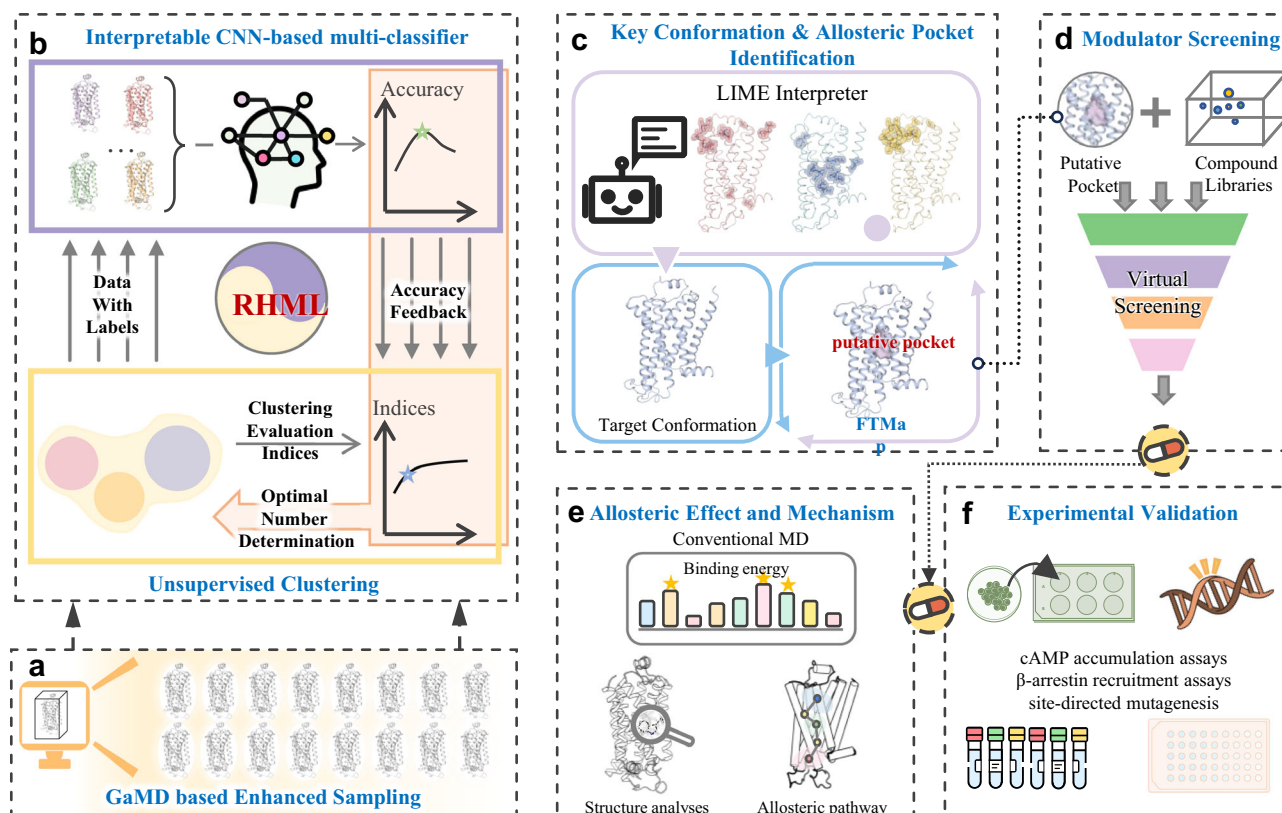 b
Interpretable CNN-based multi-classifier
Accuracy
...
Data
With
Labels
RHML
Accuracy
Feedback
Clustering
Evaluation
Indices
Indices
Optimal
Number
Determination
Unsupervised Clustering
a
GaMD based Enhanced Sampling
c
Key Conformation & Allosteric Pocket
Identification
LIME Interpreter
Target Conformation
putative pocket
FTMa
p
d
Modulator Screening
Putative
Pocket
Compound
Libraries
Virtual
Screening
e
Allosteric Effect and Mechanism
Conventional MD
Binding energy
Structure analyses
Allosteric pathway
f
Experimental Validation
A
B
cAMP accumulation assays
β-arrestin recruitment assays
site-directed mutagenesis